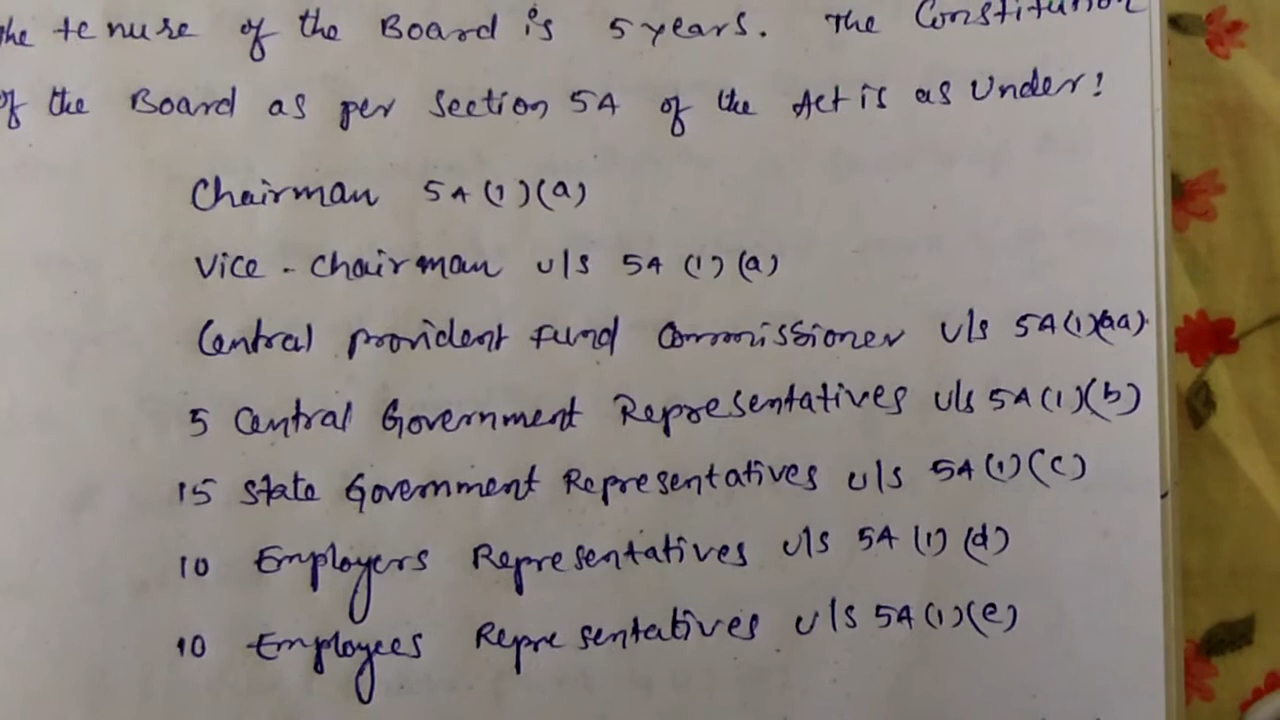 the tenure of the Board is 5 years. The Constitution
of the Board as per Section 5A of the Act is as Under!
Chairman 5A (1)(a)
Vice - Chairman u/s 5A (1) (a)
Central provident Fund Commissioner u/s 5A(1)(aa)
5 Central Government Representatives u/s 5A(1)(b)
15 State Government Representatives u/s 5A(1)(c)
10 Employers Representatives u/s 5A (1) (d)
10 Employees Representatives u/s 5A(1)(e)